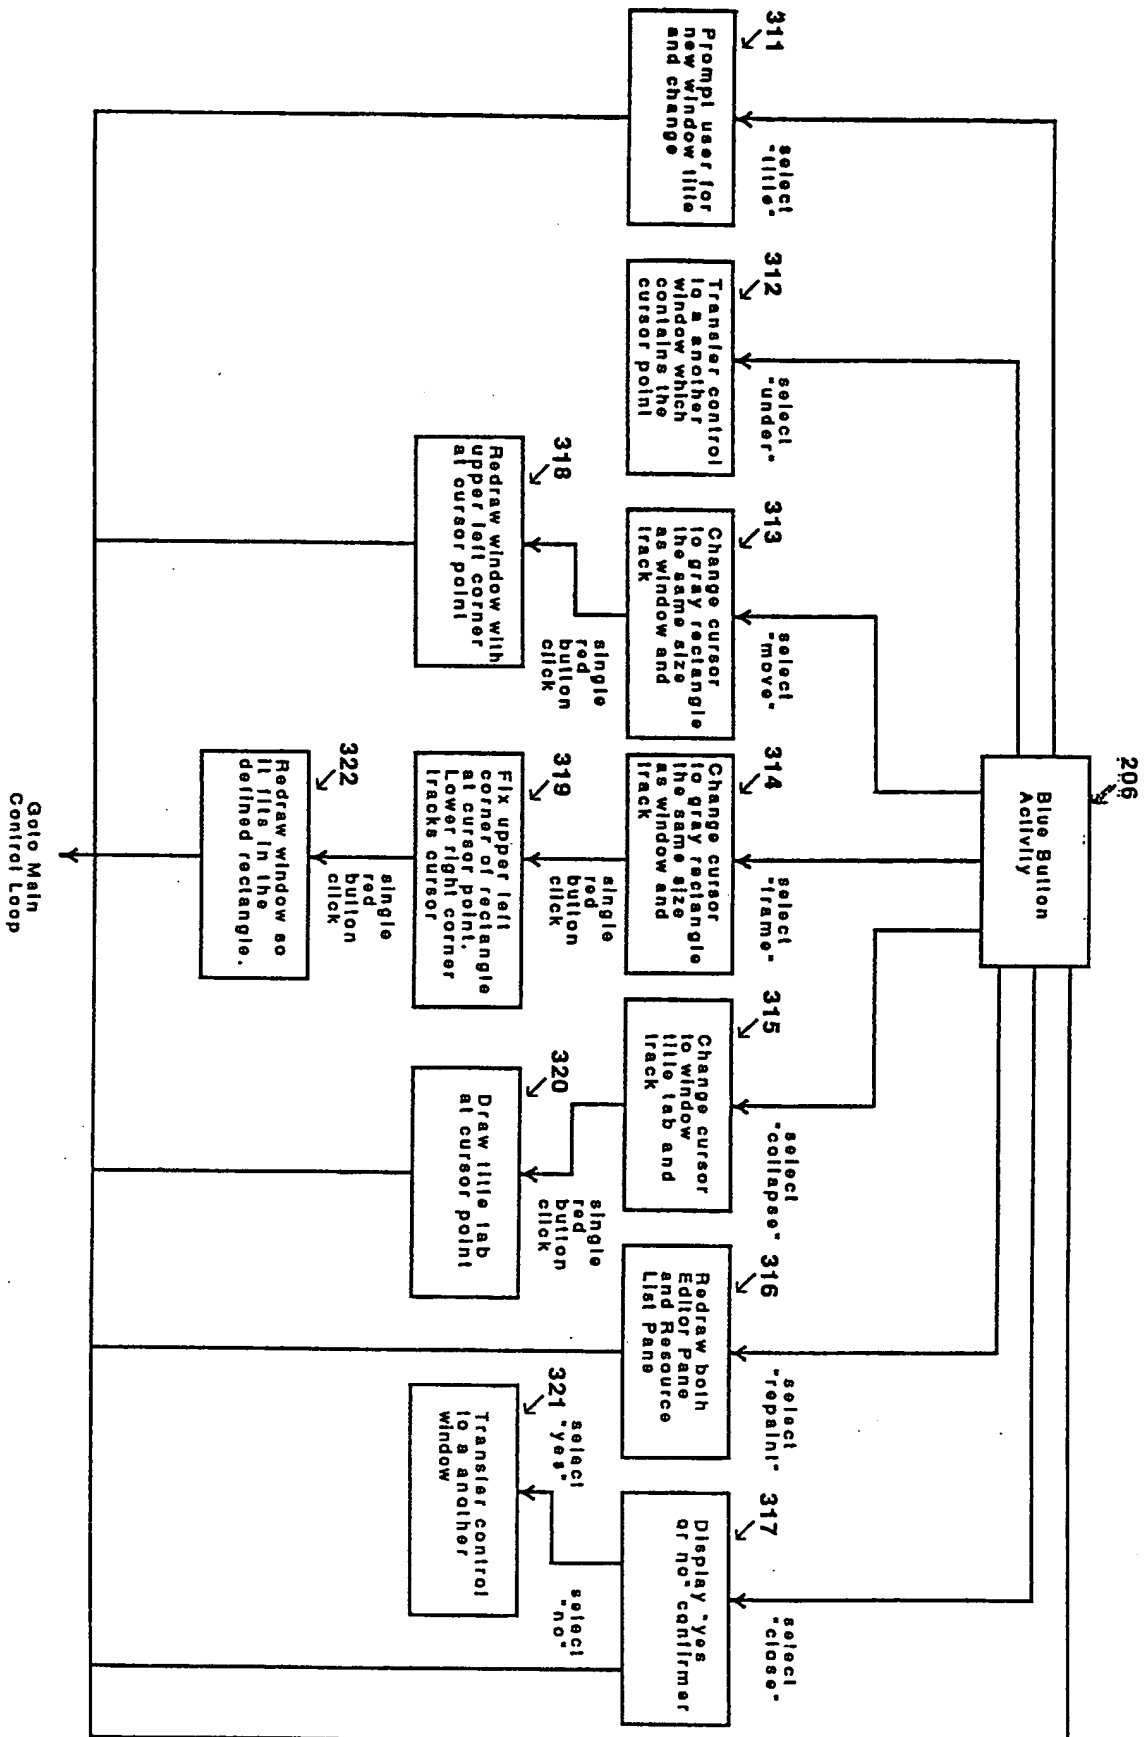 206
Blue Button
Activity
311
select
"title"
Prompt user for
new window title
and change
312
select
"under"
Transfer control
to a another
window which
contains the
cursor point
313
select
"move"
Change cursor
to gray rectangle
the same size
as window and
track
314
select
"frame"
Change cursor
to gray rectangle
the same size
as window and
track
315
select
"collapse"
Change cursor
to window
title tab and
track
316
select
"repaint"
Redraw both
Editor Pane
and Resource
List Pane
317
select
"close"
Display "yes
or no" confirmer
single
red
button
click
318
Redraw window with
upper left corner
at cursor point
single
red
button
click
319
Fix upper left
corner of rectangle
at cursor point.
Lower right corner
tracks cursor
single
red
button
click
320
Draw title tab
at cursor point
select
"yes"
321
Transfer control
to a another
window
select
"no"
single
red
button
click
322
Redraw window so
it fits in the
defined rectangle.
Goto Main
Control Loop